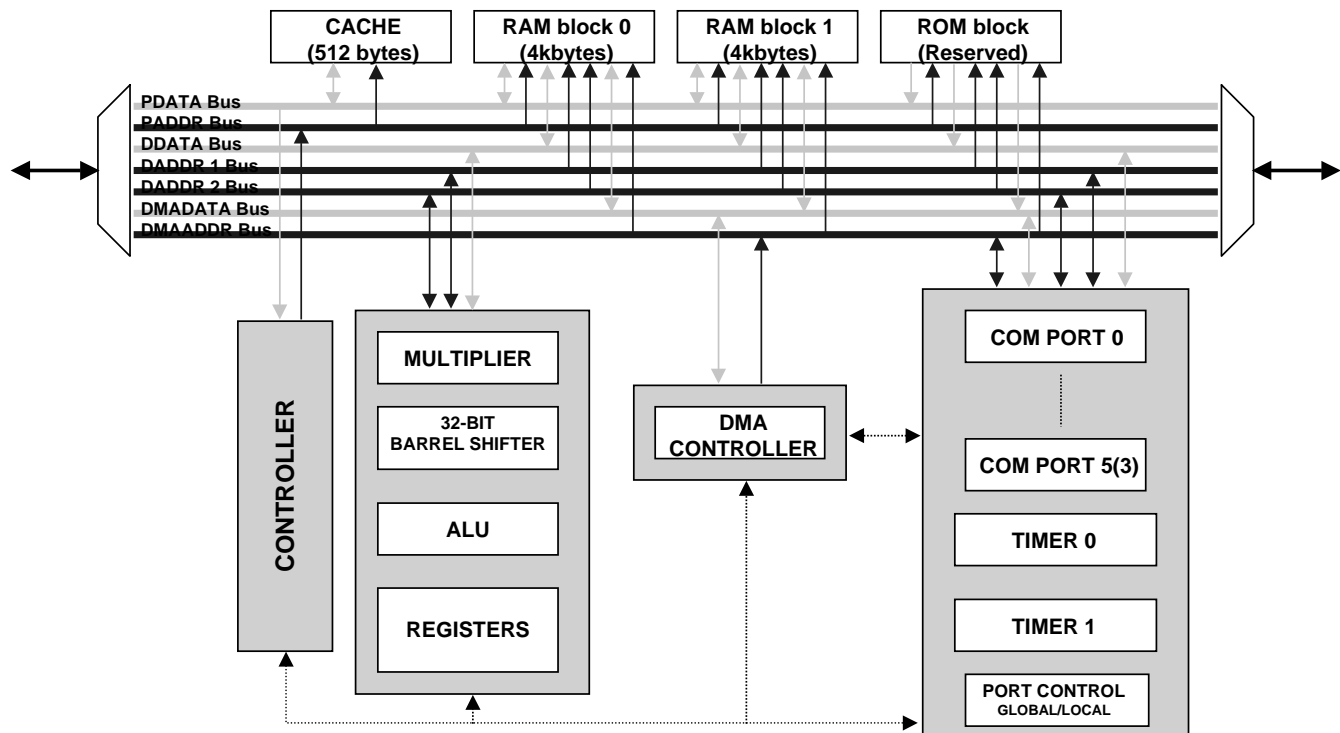 CACHE
(512 bytes)
RAM block 0
(4kbytes)
RAM block 1
(4kbytes)
ROM block
(Reserved)
PDATA Bus
PADDR Bus
DDATA Bus
DADDR 1 Bus
DADDR 2 Bus
DMADATA Bus
DMAADDR Bus
CONTROLLER
MULTIPLIER
32-BIT
BARREL SHIFTER
ALU
REGISTERS
DMA
CONTROLLER
COM PORT 0
COM PORT 5(3)
TIMER 0
TIMER 1
PORT CONTROL
GLOBAL/LOCAL